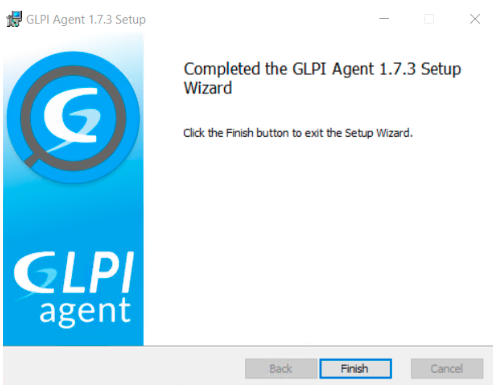 GLPI Agent 1.7.3 Setup
Completed the GLPI Agent 1.7.3 Setup
Wizard
Click the Finish button to exit the Setup Wizard.
GLPI
agent
Back Finish Cancel